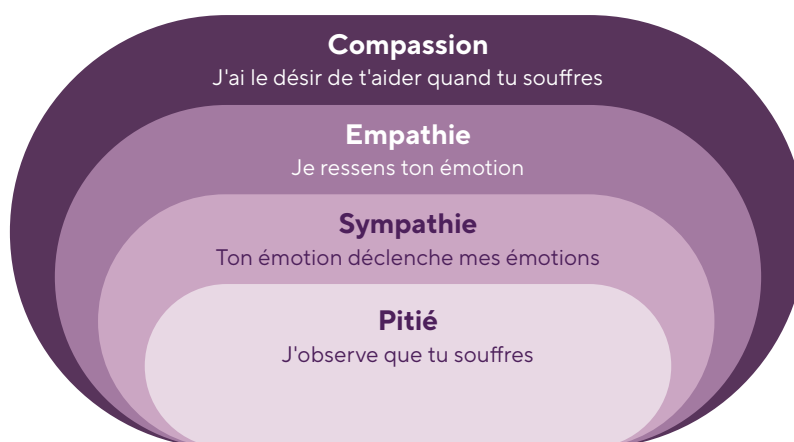 Compassion
J'ai le désir de t'aider quand tu souffres
Empathie
Je ressens ton émotion
Sympathie
Ton émotion déclenche mes émotions
Pitié
J'observe que tu souffres